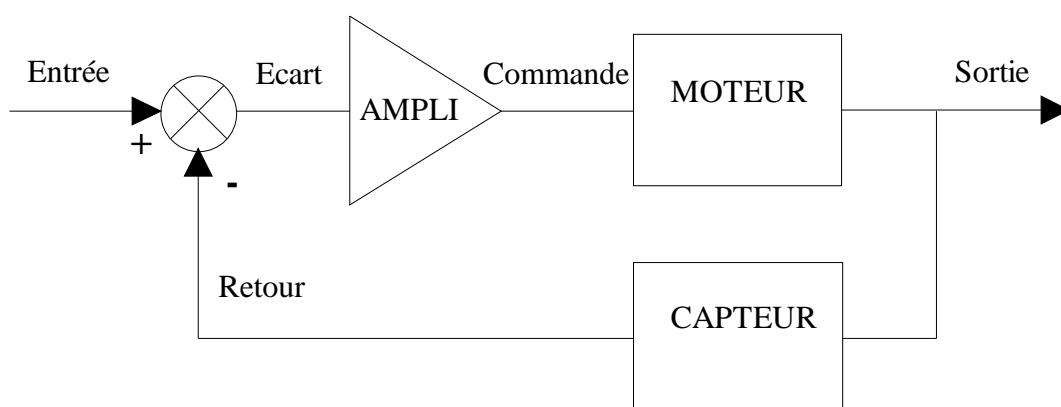 Entrée
Ecart
Commande
Sortie
AMPLI
MOTEUR
+
-
Retour
CAPTEUR